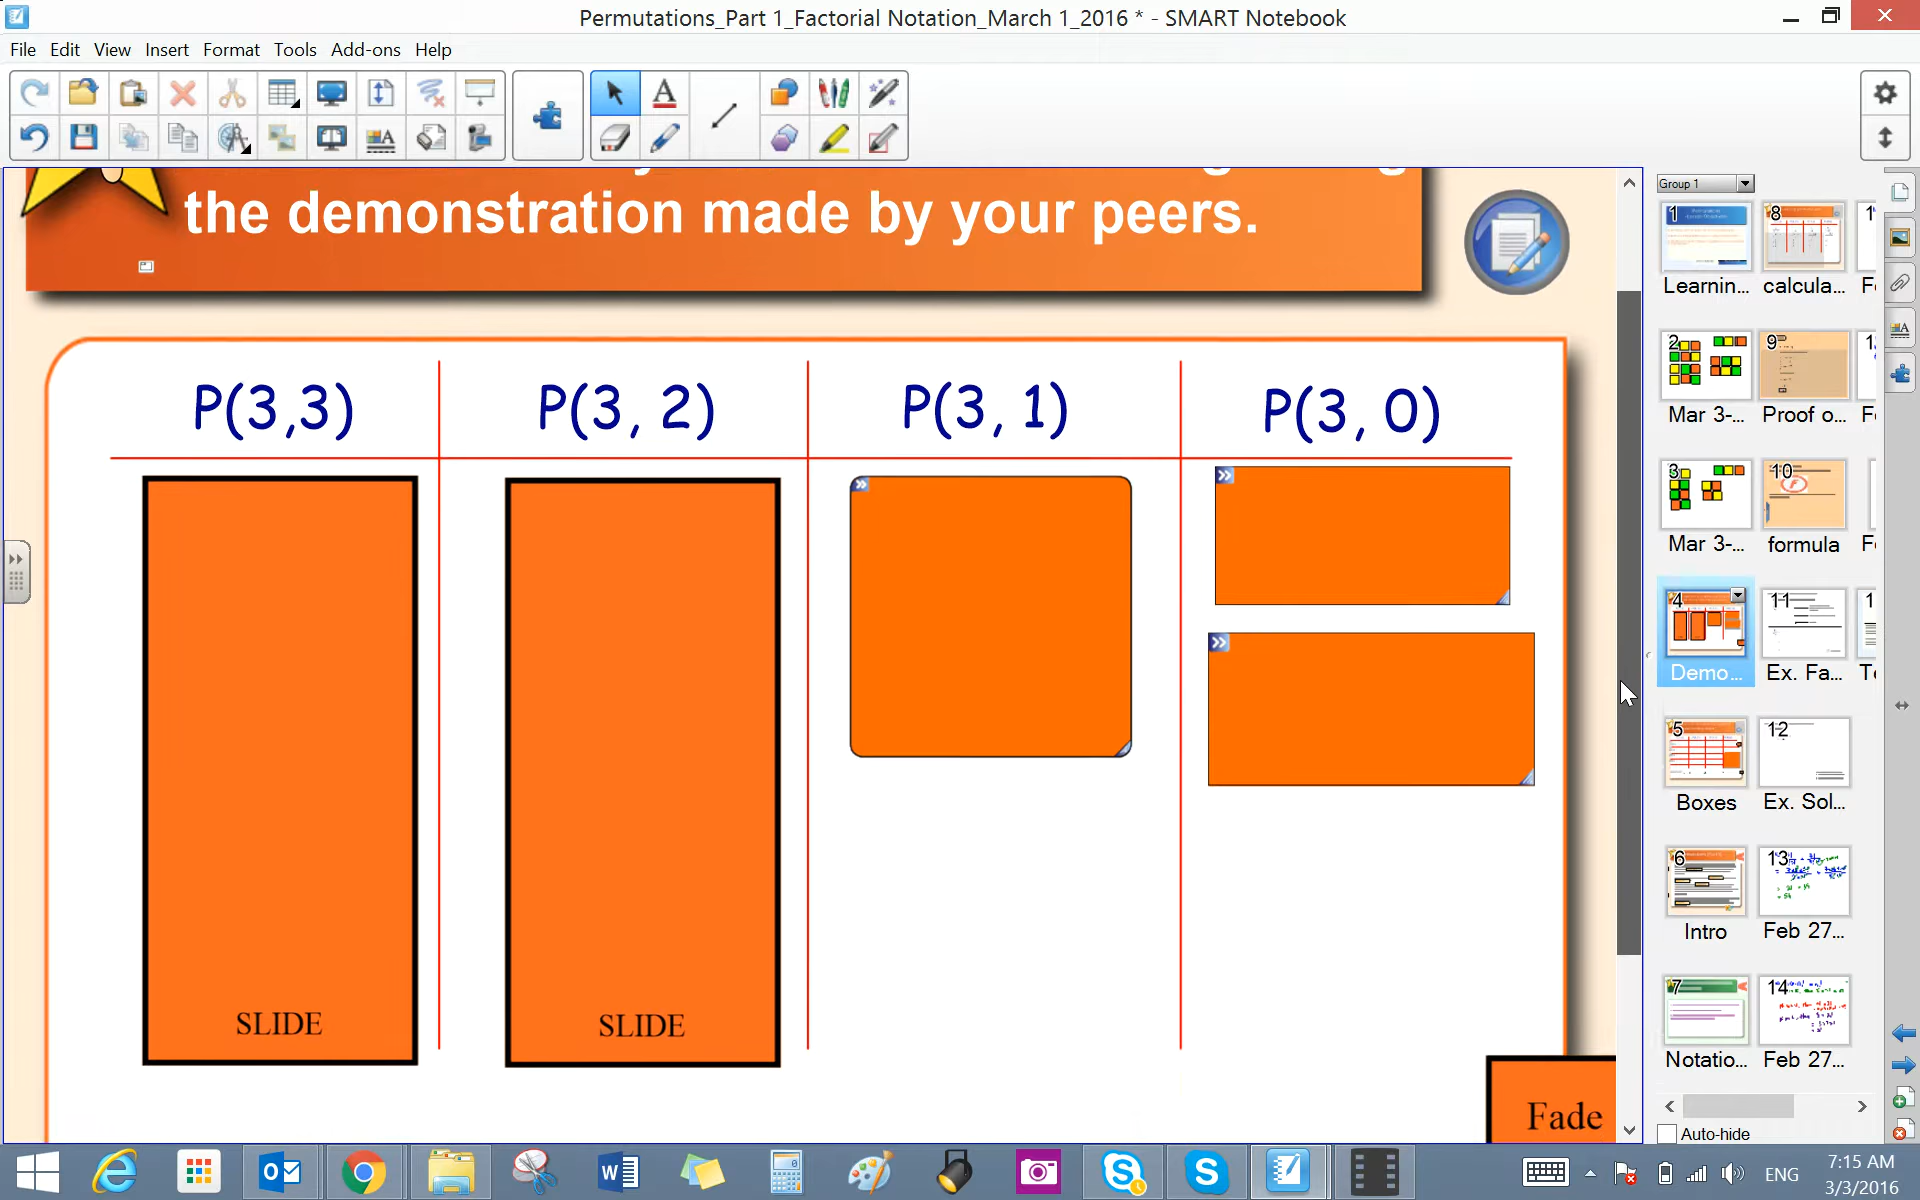 Permutations_Part 1_Factorial Notation_March 1_2016 * - SMART Notebook
File Edit View Insert Format Tools Add-ons Help
the demonstration made by your peers.
P(3,3) P(3, 2) P(3, 1) P(3, 0)
SLIDE SLIDE
Fade
Group 1
1 8
Learnin... calcula...
2 9
Mar 3-... Proof o...
3 10
Mar 3-... formula
4 11
Demo... Ex. Fa...
5 12
Boxes Ex. Sol...
6 13
Intro Feb 27...
7 14
Notatio... Feb 27...
Auto-hide
ENG
7:15 AM
3/3/2016